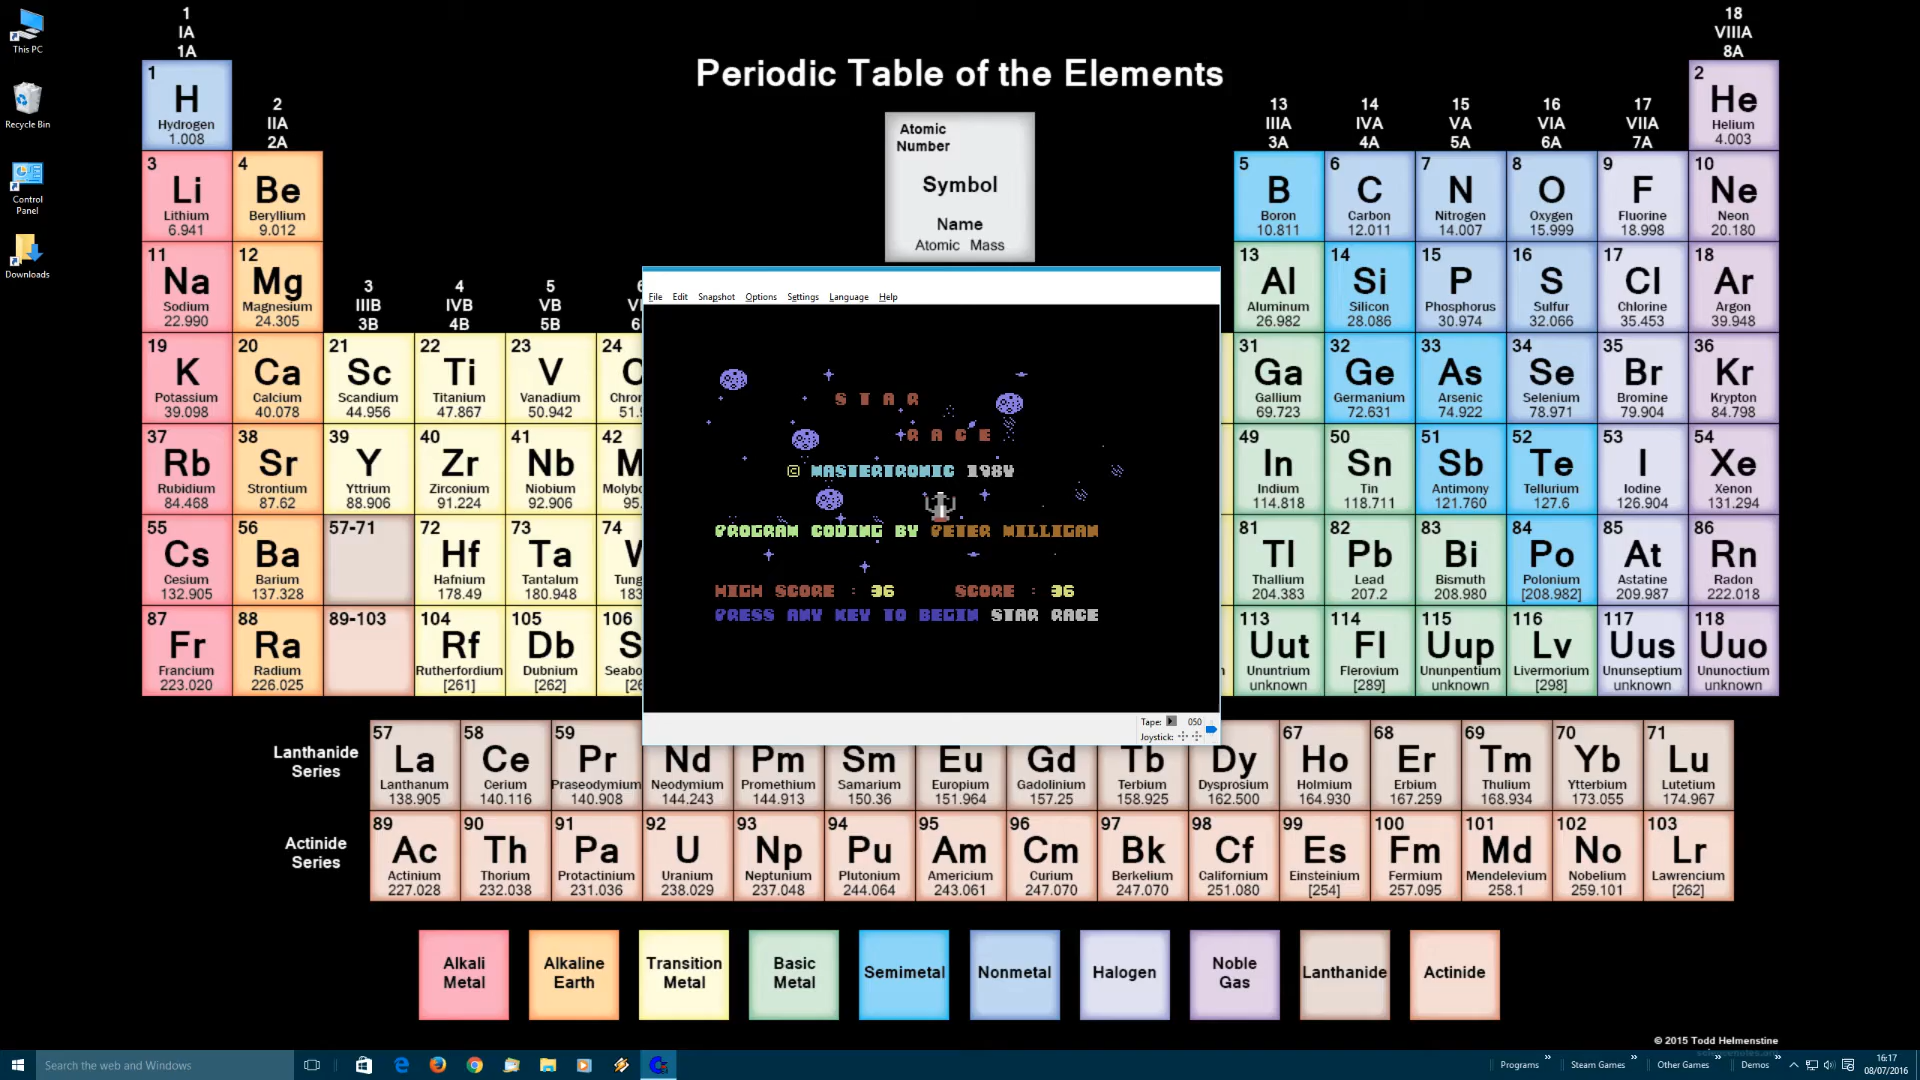 This PC
Recycle Bin
Control
Panel
Downloads
Periodic Table of the Elements
1
IA
1A
2
IIA
2A
3
IIIB
3B
4
IVB
4B
5
VB
5B
13
IIIA
3A
14
IVA
4A
15
VA
5A
16
VIA
6A
17
VIIA
7A
18
VIIIA
8A
Atomic
Number
Symbol
Name
Atomic Mass
1
H
Hydrogen
1.008
2
He
Helium
4.003
3
Li
Lithium
6.941
4
Be
Beryllium
9.012
5
B
Boron
10.811
6
C
Carbon
12.011
7
N
Nitrogen
14.007
8
O
Oxygen
15.999
9
F
Fluorine
18.998
10
Ne
Neon
20.180
11
Na
Sodium
22.990
12
Mg
Magnesium
24.305
13
Al
Aluminum
26.982
14
Si
Silicon
28.086
15
P
Phosphorus
30.974
16
S
Sulfur
32.066
17
Cl
Chlorine
35.453
18
Ar
Argon
39.948
19
K
Potassium
39.098
20
Ca
Calcium
40.078
21
Sc
Scandium
44.956
22
Ti
Titanium
47.867
23
V
Vanadium
50.942
24
31
Ga
Gallium
69.723
32
Ge
Germanium
72.631
33
As
Arsenic
74.922
34
Se
Selenium
78.971
35
Br
Bromine
79.904
36
Kr
Krypton
84.798
37
Rb
Rubidium
84.468
38
Sr
Strontium
87.62
39
Y
Yttrium
88.906
40
Zr
Zirconium
91.224
41
Nb
Niobium
92.906
42
49
In
Indium
114.818
50
Sn
Tin
118.711
51
Sb
Antimony
121.760
52
Te
Tellurium
127.6
53
I
Iodine
126.904
54
Xe
Xenon
131.294
55
Cs
Cesium
132.905
56
Ba
Barium
137.328
57-71
72
Hf
Hafnium
178.49
73
Ta
Tantalum
180.948
74
81
Tl
Thallium
204.383
82
Pb
Lead
207.2
83
Bi
Bismuth
208.980
84
Po
Polonium
[208.982]
85
At
Astatine
209.987
86
Rn
Radon
222.018
87
Fr
Francium
223.020
88
Ra
Radium
226.025
89-103
104
Rf
Rutherfordium
[261]
105
Db
Dubnium
[262]
106
113
Uut
Ununtrium
unknown
114
Fl
Flerovium
[289]
115
Uup
Ununpentium
unknown
116
Lv
Livermorium
[298]
117
Uus
Ununseptium
unknown
118
Uuo
Ununoctium
unknown
File Edit Snapshot Options Settings Language Help
STAR
RACE
© MASTERTRONIC 1984
PROGRAM CODING BY PETER MILLIGAN
HIGH SCORE : 36 SCORE : 36
PRESS ANY KEY TO BEGIN STAR RACE
Tape: 050
Joystick:
Lanthanide
Series
57
La
Lanthanum
138.905
58
Ce
Cerium
140.116
59
Pr
Praseodymium
140.908
Nd
Neodymium
144.243
Pm
Promethium
144.913
Sm
Samarium
150.36
Eu
Europium
151.964
Gd
Gadolinium
157.25
Tb
Terbium
158.925
Dy
Dysprosium
162.500
67
Ho
Holmium
164.930
68
Er
Erbium
167.259
69
Tm
Thulium
168.934
70
Yb
Ytterbium
173.055
71
Lu
Lutetium
174.967
Actinide
Series
89
Ac
Actinium
227.028
90
Th
Thorium
232.038
91
Pa
Protactinium
231.036
92
U
Uranium
238.029
93
Np
Neptunium
237.048
94
Pu
Plutonium
244.064
95
Am
Americium
243.061
96
Cm
Curium
247.070
97
Bk
Berkelium
247.070
98
Cf
Californium
251.080
99
Es
Einsteinium
[254]
100
Fm
Fermium
257.095
101
Md
Mendelevium
258.1
102
No
Nobelium
259.101
103
Lr
Lawrencium
[262]
Alkali
Metal
Alkaline
Earth
Transition
Metal
Basic
Metal
Semimetal
Nonmetal
Halogen
Noble
Gas
Lanthanide
Actinide
© 2015 Todd Helmenstine
Search the web and Windows
Programs
Steam Games
Other Games
Demos
16:17
08/07/2016